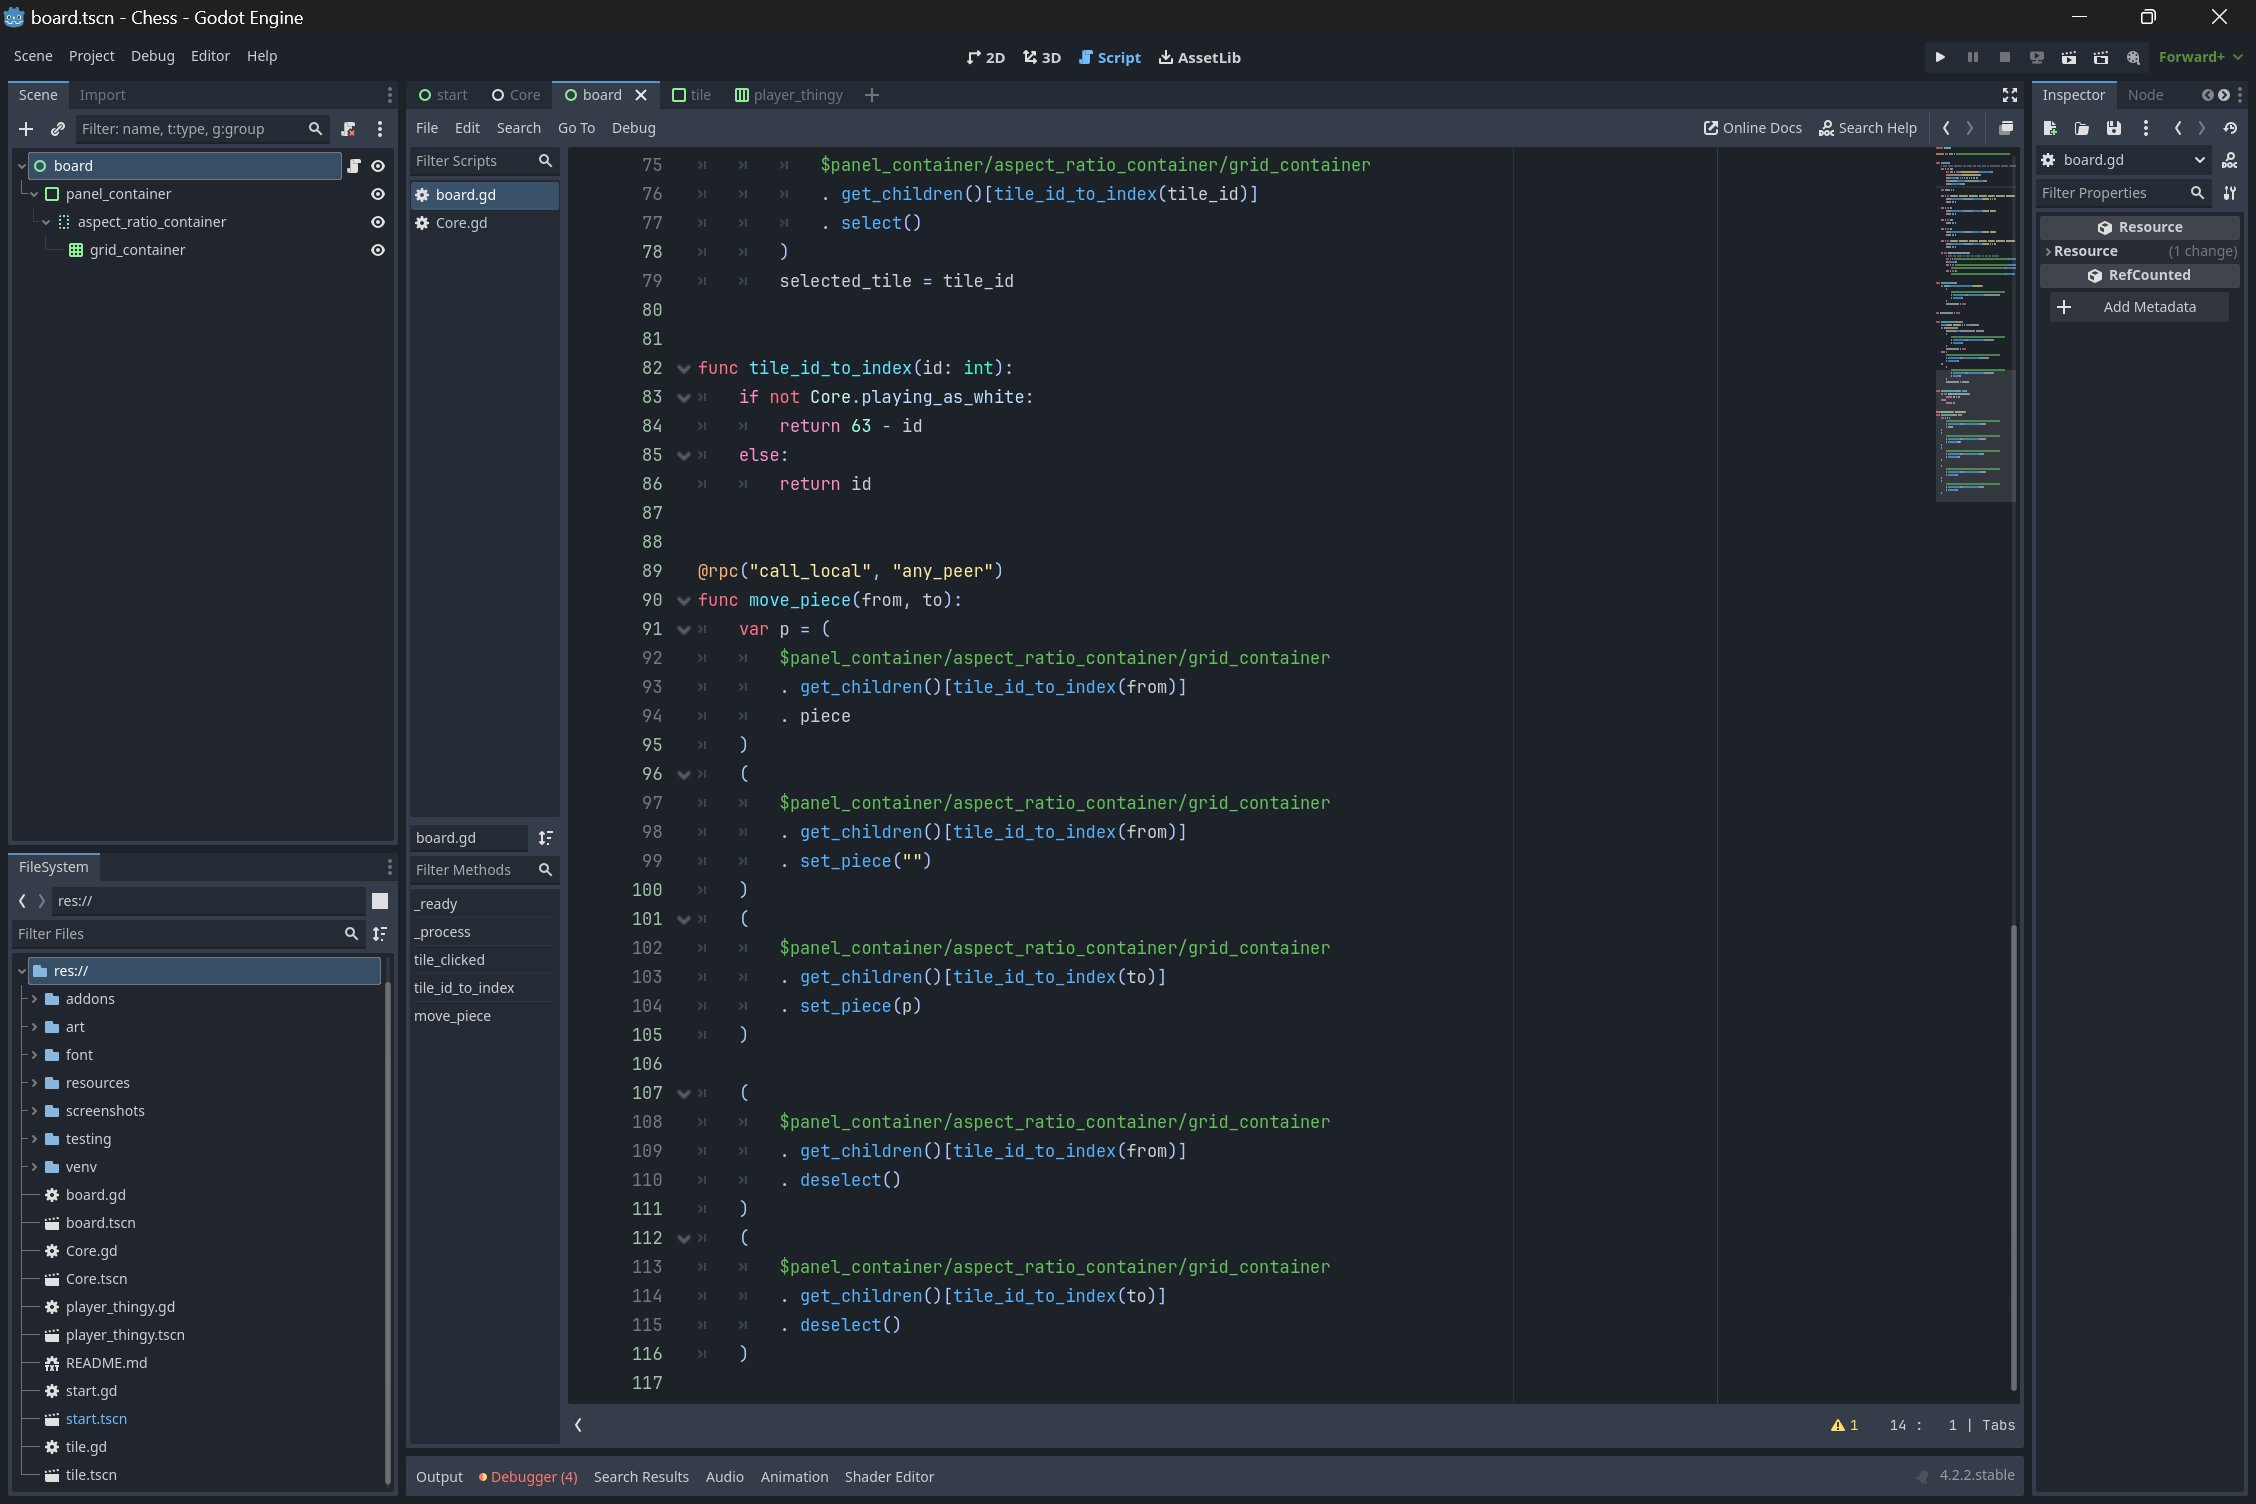 board.tscn - Chess - Godot Engine
Scene Project Debug Editor Help
2D 3D Script AssetLib
Forward+
Scene Import
Filter: name, t:type, g:group
board
panel_container
aspect_ratio_container
grid_container
FileSystem
res://
Filter Files
res://
addons
art
font
resources
screenshots
testing
venv
board.gd
board.tscn
Core.gd
Core.tscn
player_thingy.gd
player_thingy.tscn
README.md
start.gd
start.tscn
tile.gd
tile.tscn
start Core board tile player_thingy
File Edit Search Go To Debug
Online Docs Search Help
Filter Scripts
board.gd
Core.gd
board.gd
Filter Methods
_ready
_process
tile_clicked
tile_id_to_index
move_piece
75 $panel_container/aspect_ratio_container/grid_container
76 . get_children()[tile_id_to_index(tile_id)]
77 . select()
78 )
79 selected_tile = tile_id
80
81
82 func tile_id_to_index(id: int):
83 if not Core.playing_as_white:
84 return 63 - id
85 else:
86 return id
87
88
89 @rpc("call_local", "any_peer")
90 func move_piece(from, to):
91 var p = (
92 $panel_container/aspect_ratio_container/grid_container
93 . get_children()[tile_id_to_index(from)]
94 . piece
95 )
96 (
97 $panel_container/aspect_ratio_container/grid_container
98 . get_children()[tile_id_to_index(from)]
99 . set_piece("")
100 )
101 (
102 $panel_container/aspect_ratio_container/grid_container
103 . get_children()[tile_id_to_index(to)]
104 . set_piece(p)
105 )
106
107 (
108 $panel_container/aspect_ratio_container/grid_container
109 . get_children()[tile_id_to_index(from)]
110 . deselect()
111 )
112 (
113 $panel_container/aspect_ratio_container/grid_container
114 . get_children()[tile_id_to_index(to)]
115 . deselect()
116 )
117
1 14 : 1 | Tabs
Output Debugger (4) Search Results Audio Animation Shader Editor
4.2.2.stable
Inspector Node
board.gd
DOC
Filter Properties
Resource
Resource (1 change)
RefCounted
Add Metadata